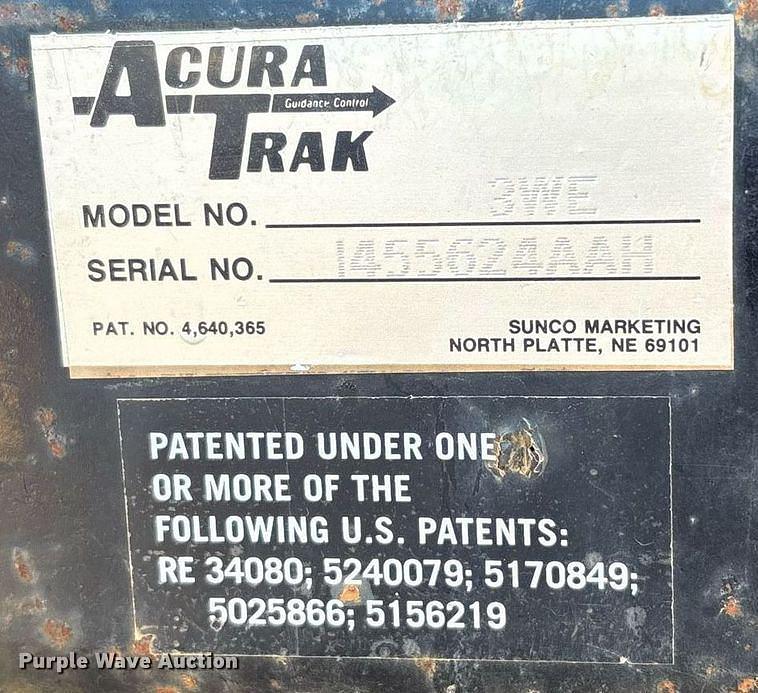 ACURA
Guidance Control
TRAK
MODEL NO. 3WE
SERIAL NO. 1455624AAH
PAT. NO. 4,640,365
SUNCO MARKETING
NORTH PLATTE, NE 69101
PATENTED UNDER ONE
OR MORE OF THE
FOLLOWING U.S. PATENTS:
RE 34080; 5240079; 5170849;
5025866; 5156219
Purple Wave Auction